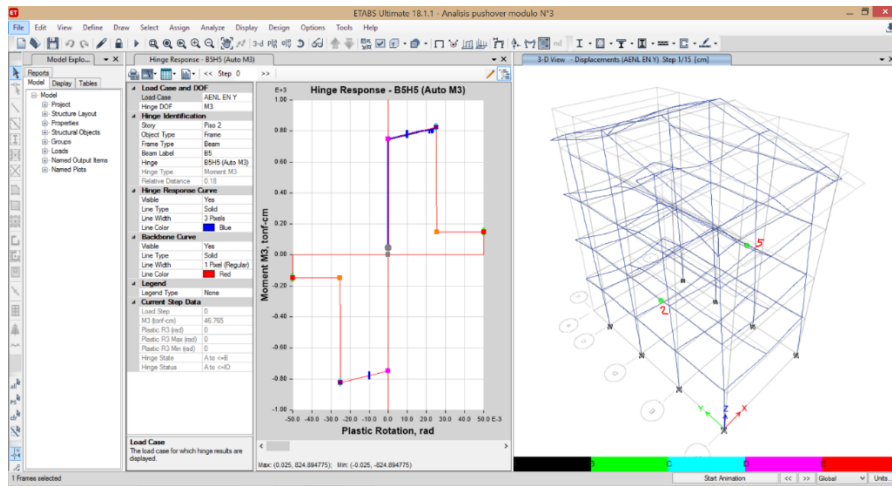 ETABS Ultimate 18.1.1 - Analisis pushover modulo N°3
File Edit View Define Draw Select Assign Analyze Display Design Options Tools Help
Model Explo...
Reports
Model Display Tables
Model
Project
Structure Layout
Properties
Structural Objects
Groups
Loads
Named Output Items
Named Plots
Hinge Response - B5H5 (Auto M3)
<< Step 0 >>
Load Case and DOF
Load Case AENL EN Y
Hinge DOF M3
Hinge Identification
Story Piso 2
Object Type Frame
Frame Type Beam
Beam Label B5
Hinge B5H5 (Auto M3)
Hinge Type Moment M3
Relative Distance 0.18
Hinge Response Curve
Visible Yes
Line Type Solid
Line Width 3 Pixels
Line Color Blue
Backbone Curve
Visible Yes
Line Type Solid
Line Width 1 Pixel (Regular)
Line Color Red
Legend
Legend Type None
Current Step Data
Load Step 0
M3 (tonf-cm) 46.765
Plastic R3 (rad) 0
Plastic R3 Max (rad) 0
Plastic R3 Min (rad) 0
Hinge State A to <=B
Hinge Status A to <=IO
Load Case
The load case for which hinge results are displayed.
Hinge Response - B5H5 (Auto M3)
E+3
1.00
0.80
0.60
0.40
0.20
0.00
-0.20
-0.40
-0.60
-0.80
-1.00
Moment M3, tonf-cm
-50.0 -40.0 -30.0 -20.0 -10.0 0.0 10.0 20.0 30.0 40.0 50.0 E-3
Plastic Rotation, rad
Max: (0.025, 824.894775); Min: (-0.025, -824.894775)
3-D View - Displacements (AENL EN Y) Step 1/15 [cm]
5
2
Z
Y
X
B C D E
1 Frames selected
Start Animation << >> Global Units...